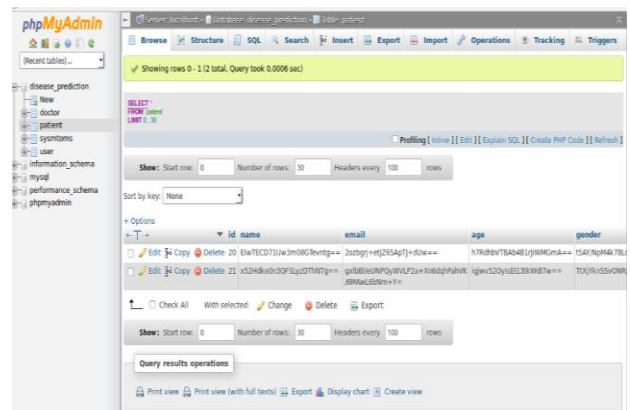 phpMyAdmin
(Recent tables) ...
disease_prediction
New
doctor
patient
sysmtoms
user
information_schema
mysql
performance_schema
phpmyadmin
Server: localhost » Database: disease_prediction » Table: patient
Browse Structure SQL Search Insert Export Import Operations Tracking Triggers
Showing rows 0 - 1 (2 total, Query took 0.0006 sec)
SELECT *
FROM `patient`
LIMIT 0 , 30
Profiling [ Inline ] [ Edit ] [ Explain SQL ] [ Create PHP Code ] [ Refresh ]
Show: Start row: 0 Number of rows: 30 Headers every 100 rows
Sort by key: None
+ Options
←T→ id name email age gender
Edit Copy Delete 20
Edit Copy Delete 21
Check All With selected: Change Delete Export
Show: Start row: 0 Number of rows: 30 Headers every 100 rows
Query results operations
Print view Print view (with full texts) Export Display chart Create view